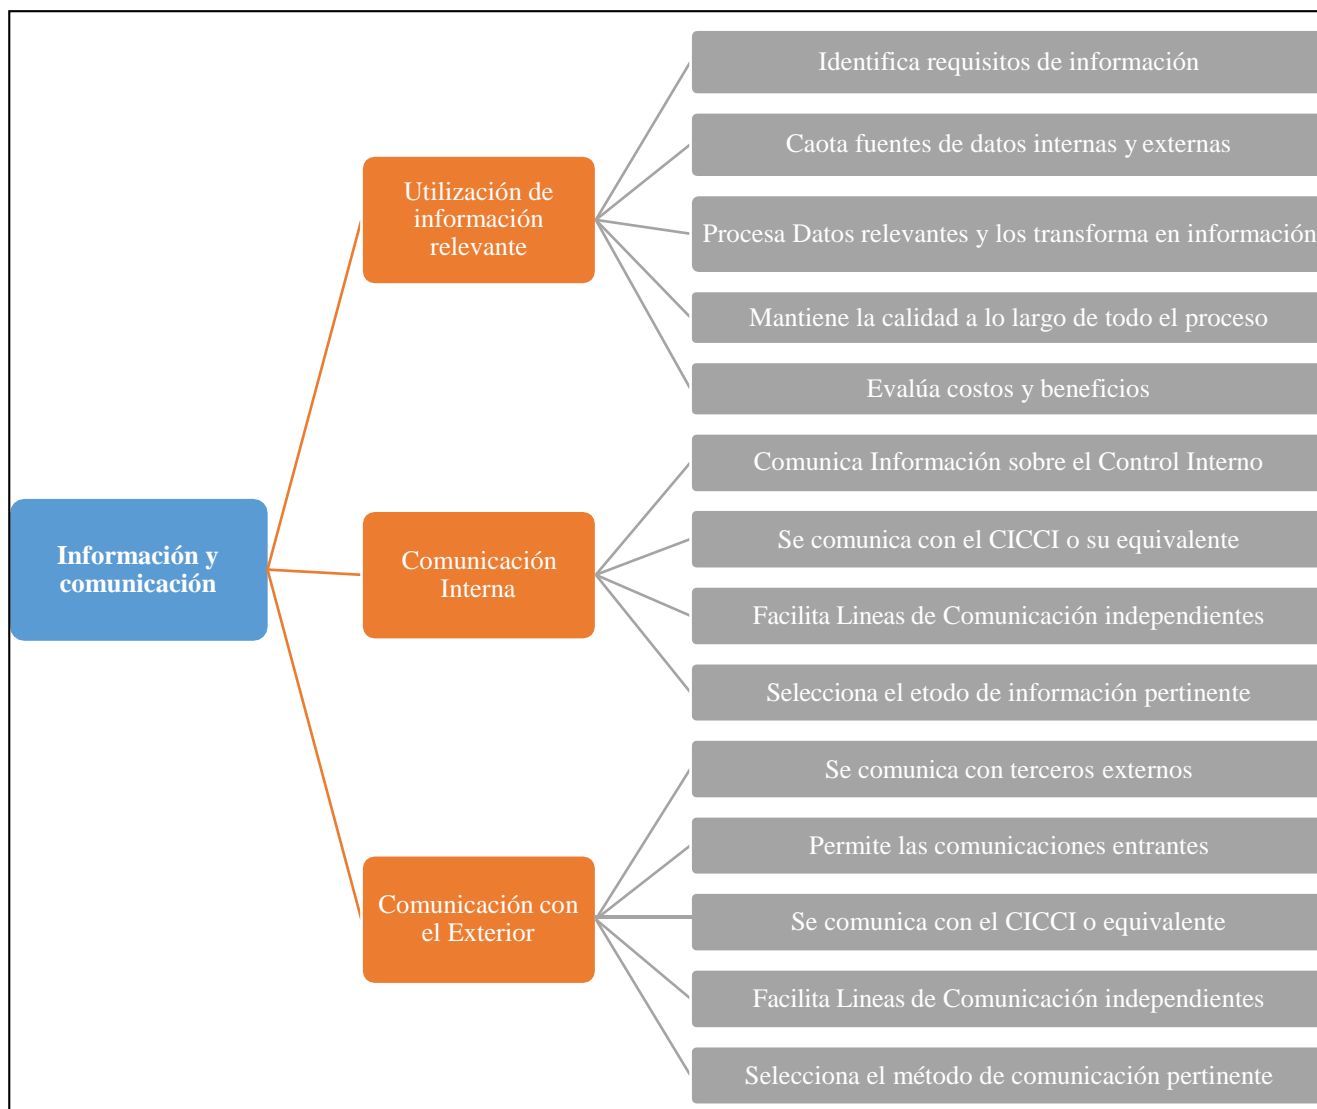 Información y
comunicación
Utilización de
información
relevante
Identifica requisitos de información
Caota fuentes de datos internas y externas
Procesa Datos relevantes y los transforma en información
Mantiene la calidad a lo largo de todo el proceso
Evalúa costos y beneficios
Comunicación
Interna
Comunica Información sobre el Control Interno
Se comunica con el CICCI o su equivalente
Facilita Lineas de Comunicación independientes
Selecciona el etodo de información pertinente
Comunicación con
el Exterior
Se comunica con terceros externos
Permite las comunicaciones entrantes
Se comunica con el CICCI o equivalente
Facilita Lineas de Comunicación independientes
Selecciona el método de comunicación pertinente